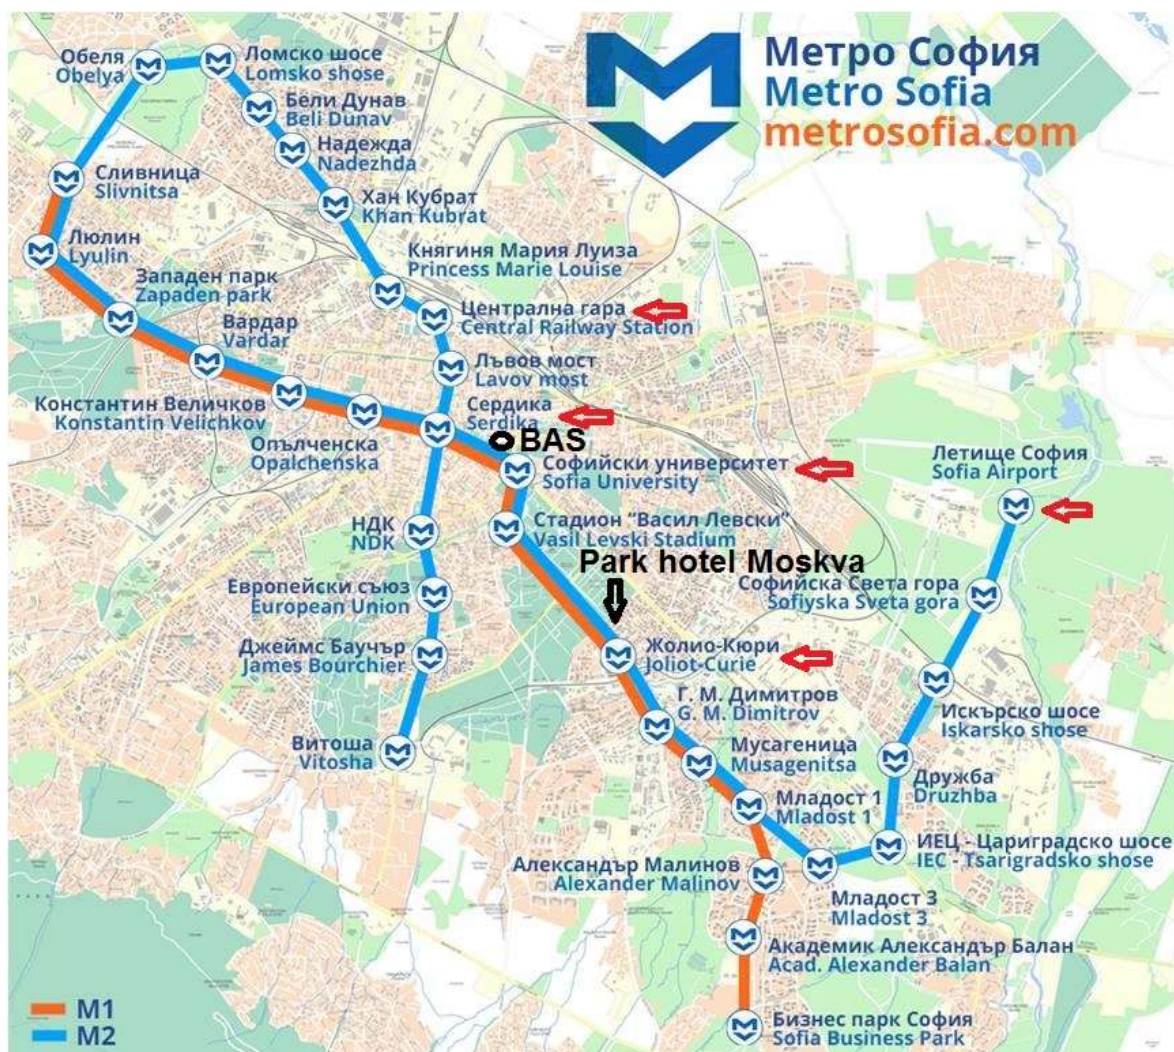 Метро София
Metro Sofia
metrosofia.com
Обеля
Obelya
Ломско шосе
Lomsko shose
Бели Дунав
Beli Dunav
Надежда
Nadezhda
Сливница
Slivnitsa
Хан Кубрат
Khan Kubrat
Люлин
Lyulin
Княгиня Мария Луиза
Princess Marie Louise
Западен парк
Zapaden park
Централна гара
Central Railway Station
Вардар
Vardar
Лъвов мост
Lavov most
Константин Величков
Konstantin Velichkov
Сердика
Serdika
BAS
Опълченска
Opalchenska
Софийски университет
Sofia University
Летище София
Sofia Airport
НДК
NDK
Стадион "Васил Левски"
Vasil Levski Stadium
Park hotel Moskva
Европейски съюз
European Union
Софийска Света гора
Sofiyska Sveta gora
Джеймс Баучър
James Bourchier
Жолио-Кюри
Joliot-Curie
Г. М. Димитров
G. M. Dimitrov
Искърско шосе
Iskarsko shose
Витоша
Vitosha
Мусагеница
Musagenitsa
Дружба
Druzhba
Младост 1
Mladost 1
ИЕЦ - Цариградско шосе
IEC - Tsarigradsko shose
Александър Малинов
Alexander Malinov
Младост 3
Mladost 3
Академик Александър Балан
Acad. Alexander Balan
M1
M2
Бизнес парк София
Sofia Business Park